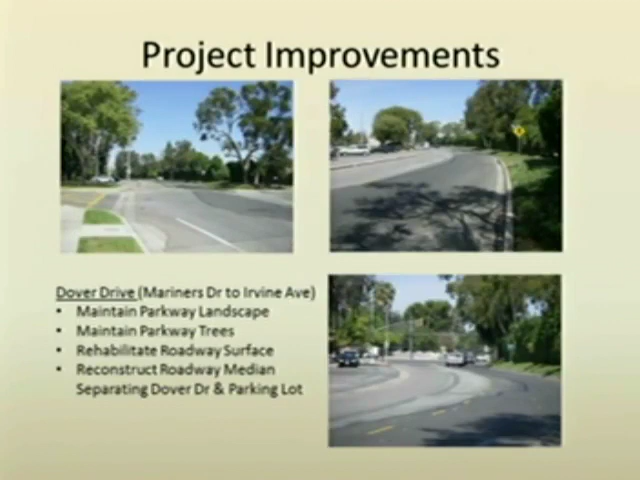 Project Improvements
Dover Drive (Mariners Dr to Irvine Ave)
• Maintain Parkway Landscape
• Maintain Parkway Trees
• Rehabilitate Roadway Surface
• Reconstruct Roadway Median
Separating Dover Dr & Parking Lot